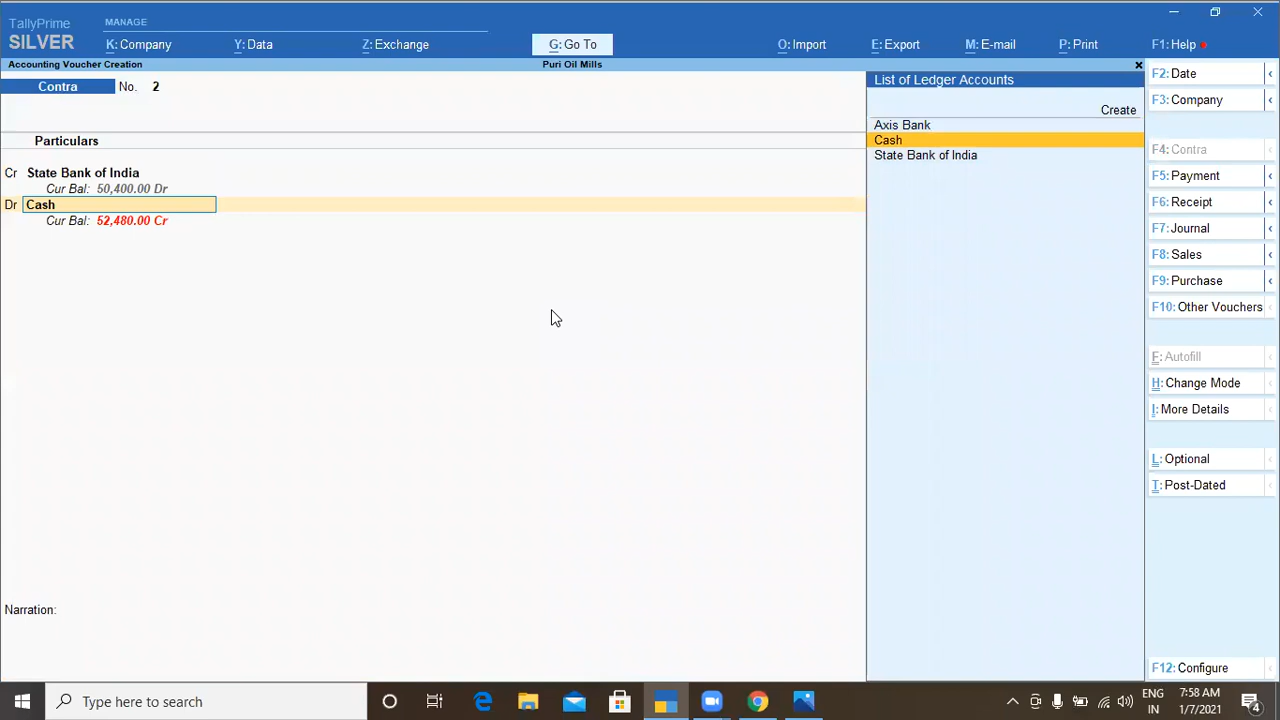 TallyPrime
SILVER
MANAGE
K: Company
Y: Data
Z: Exchange
G: Go To
O: Import
E: Export
M: E-mail
P: Print
F1: Help
Accounting Voucher Creation
Puri Oil Mills
Contra No. 2
Particulars
Cr State Bank of India
Cur Bal: 50,400.00 Dr
Dr Cash
Cur Bal: 52,480.00 Cr
Narration:
List of Ledger Accounts
Create
Axis Bank
Cash
State Bank of India
F2: Date
F3: Company
F4: Contra
F5: Payment
F6: Receipt
F7: Journal
F8: Sales
F9: Purchase
F10: Other Vouchers
F: Autofill
H: Change Mode
I: More Details
L: Optional
T: Post-Dated
F12: Configure
Type here to search
ENG
IN
7:58 AM
1/7/2021
4